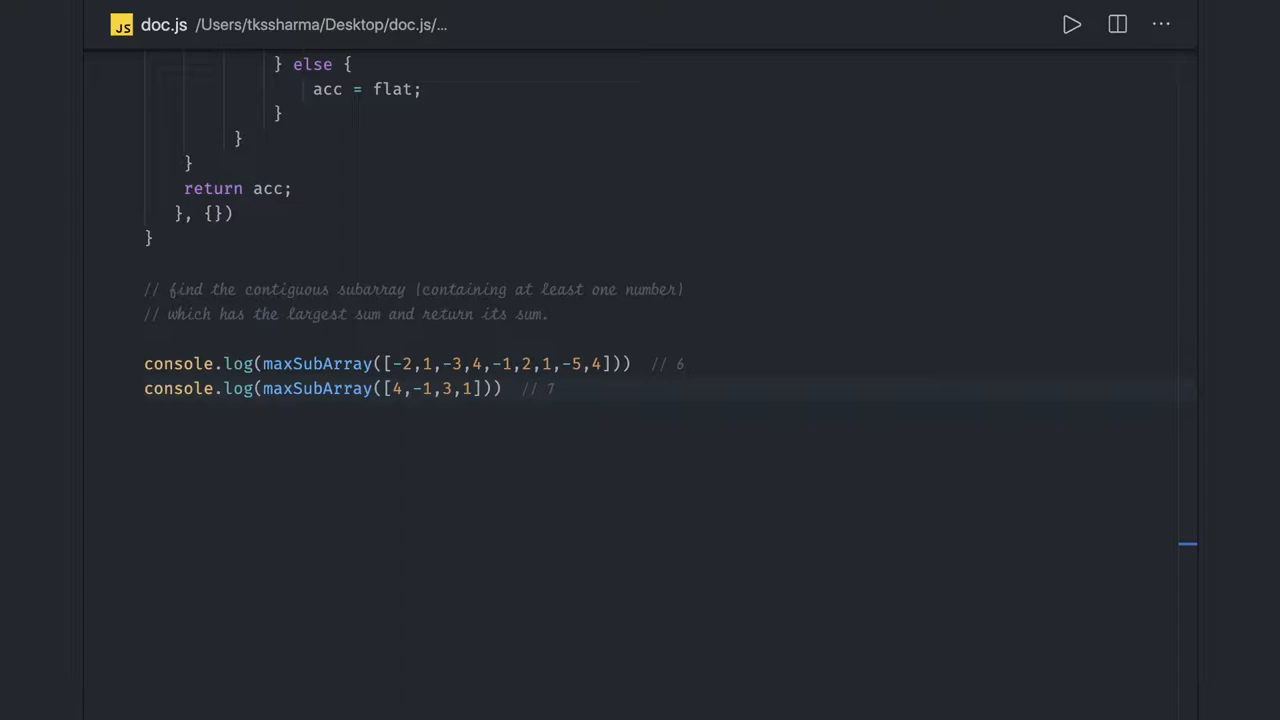 JS doc.js /Users/tkssharma/Desktop/doc.js/...
} else {
acc = flat;
}
}
}
return acc;
}, {})
}
// find the contiguous subarray (containing at least one number)
// which has the largest sum and return its sum.
console.log(maxSubArray([-2,1,-3,4,-1,2,1,-5,4])) // 6
console.log(maxSubArray([4,-1,3,1])) // 7